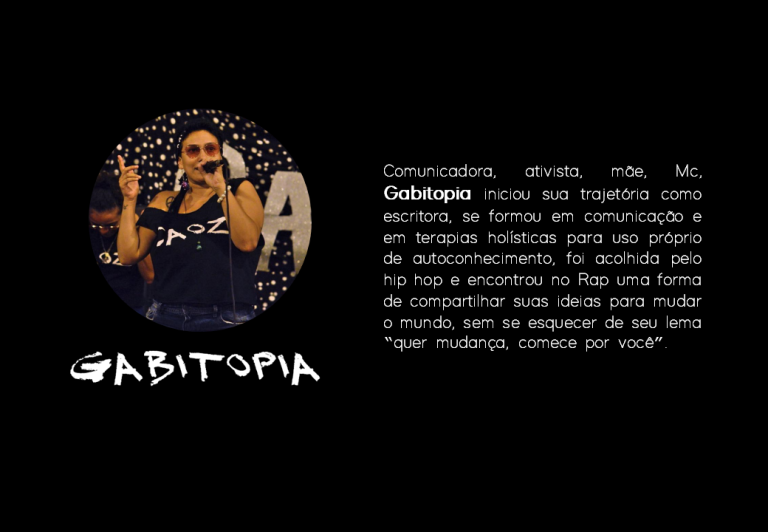 Comunicadora, ativista, mãe, Mc,
Gabitopia iniciou sua trajetória como
escritora, se formou em comunicação e
em terapias holísticas para uso próprio
de autoconhecimento, foi acolhida pelo
hip hop e encontrou no Rap uma forma
de compartilhar suas ideias para mudar
o mundo, sem se esquecer de seu lema
“quer mudança, comece por você”.
CAOZ
GABITOPIA